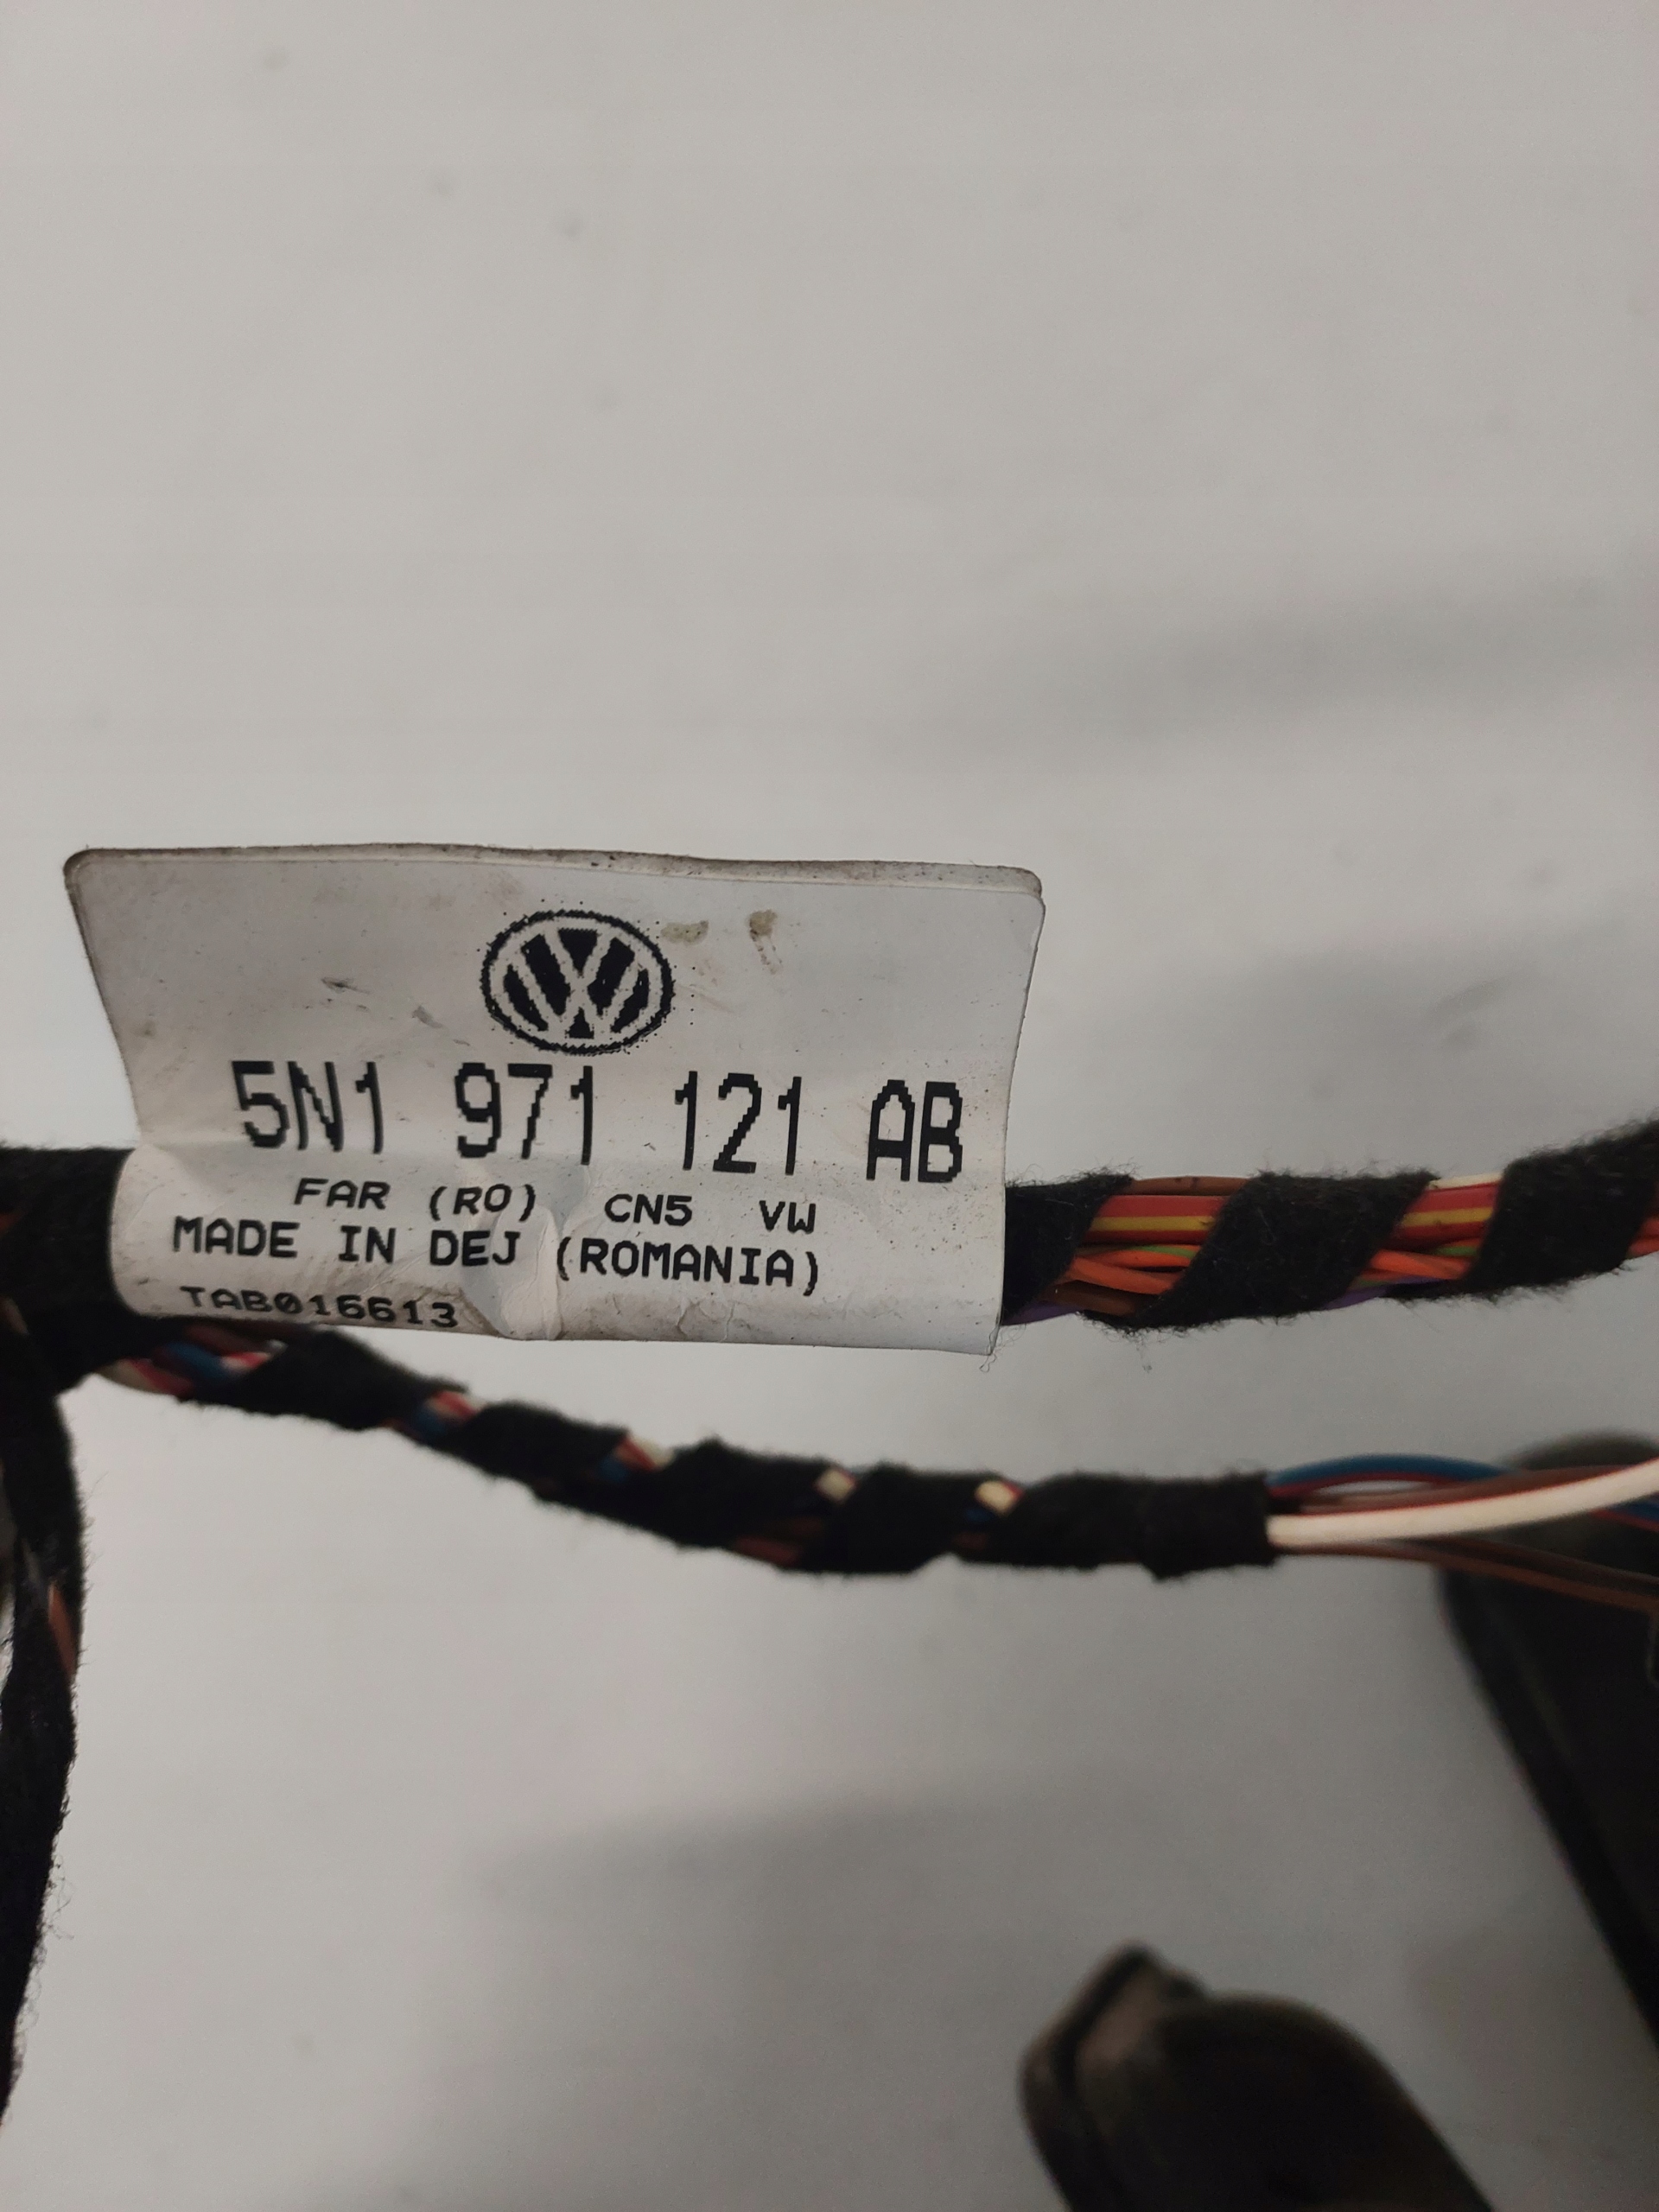 5N1 971 121 AB
FAR (RO) CN5 VW
MADE IN DEJ (ROMANIA)
TAB016613